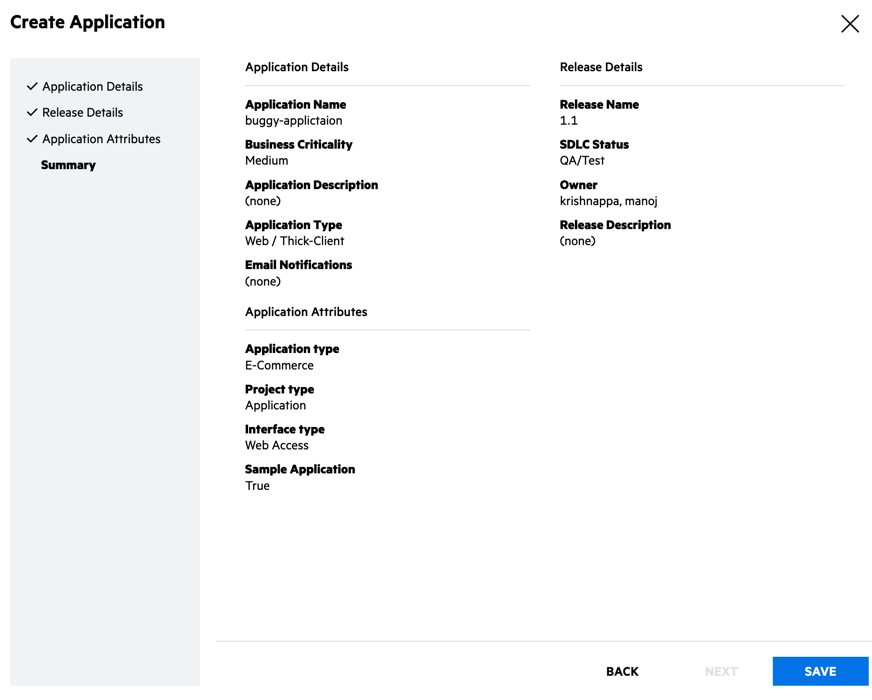 Create Application
Application Details
Release Details
Application Attributes
Summary
Application Details
Application Name
buggy-applictaion
Business Criticality
Medium
Application Description
(none)
Application Type
Web / Thick-Client
Email Notifications
(none)
Application Attributes
Application type
E-Commerce
Project type
Application
Interface type
Web Access
Sample Application
True
Release Details
Release Name
1.1
SDLC Status
QA/Test
Owner
krishnappa, manoj
Release Description
(none)
BACK
NEXT
SAVE